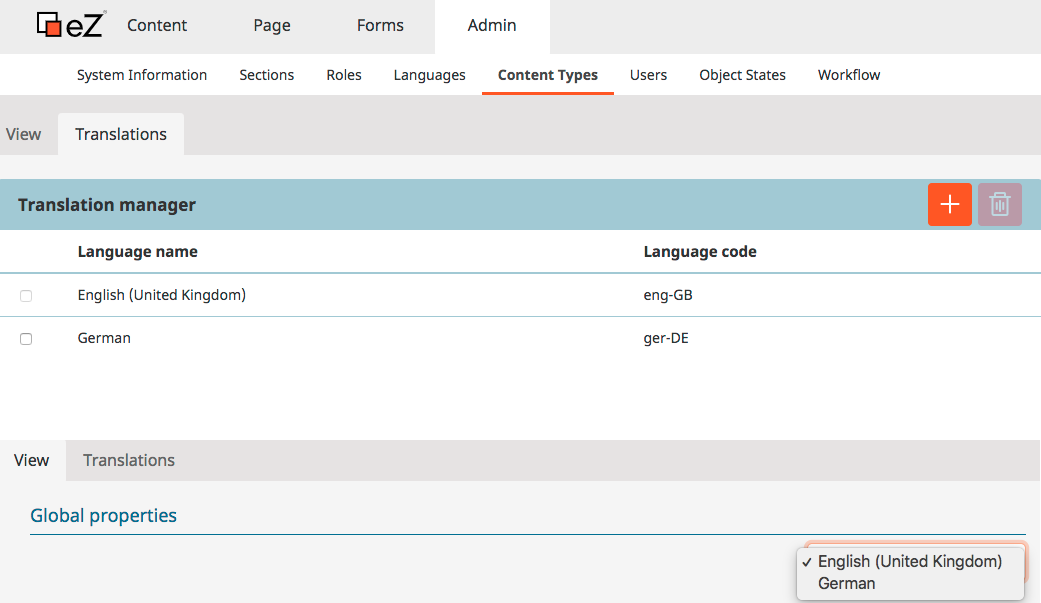 eZ Content Page Forms Admin
System Information Sections Roles Languages Content Types Users Object States Workflow
View Translations
Translation manager
Language name Language code
English (United Kingdom) eng-GB
German ger-DE
View Translations
Global properties
✓ English (United Kingdom)
German